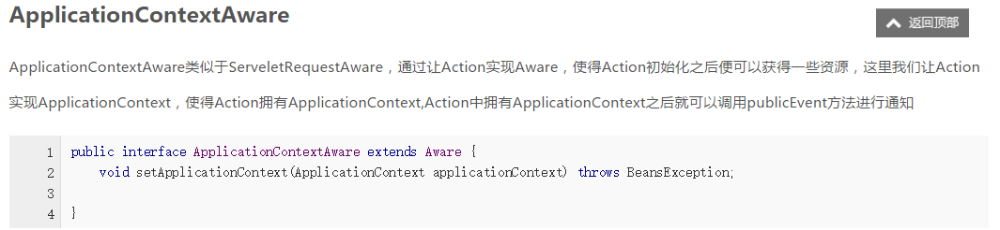 ApplicationContextAware
返回顶部
ApplicationContextAware类似于ServeletRequestAware，通过让Action实现Aware，使得Action初始化之后便可以获得一些资源，这里我们让Action
实现ApplicationContext，使得Action拥有ApplicationContext,Action中拥有ApplicationContext之后就可以调用publicEvent方法进行通知
1 public interface ApplicationContextAware extends Aware {
2     void setApplicationContext(ApplicationContext applicationContext) throws BeansException;
3
4 }